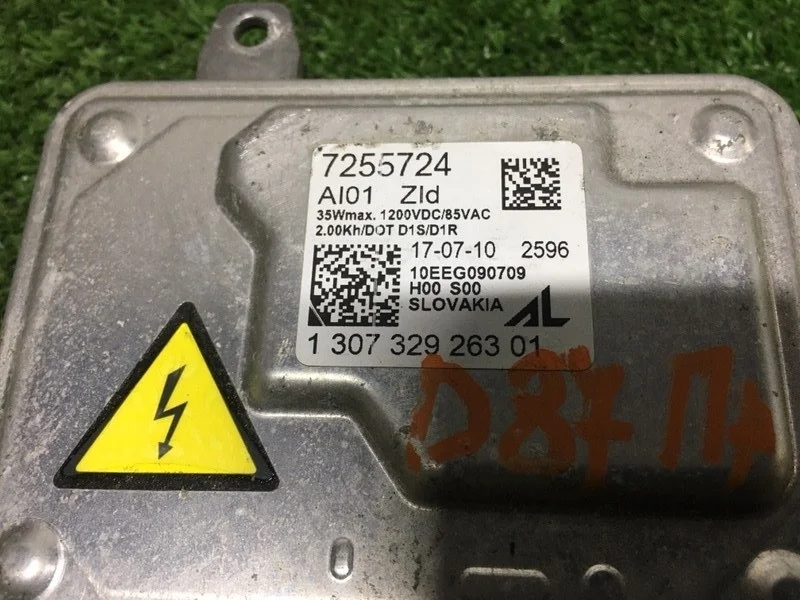 7255724
AI01 ZId
35Wmax. 1200VDC/85VAC
2.00Kh/DOT D1S/D1R
17-07-10 2596
10EEG090709
H00 S00
SLOVAKIA AL
1 307 329 263 01
D87 Пр